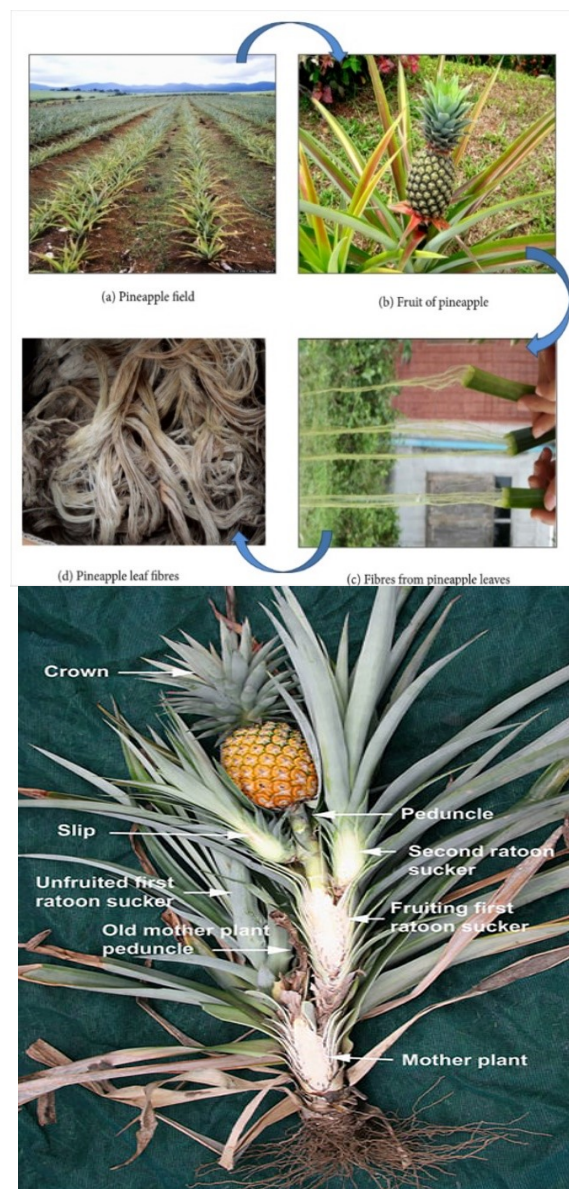 (a) Pineapple field
(b) Fruit of pineapple
(d) Pineapple leaf fibres
(c) Fibres from pineapple leaves
Crown
Peduncle
Slip
Second ratoon
sucker
Unfruited first
ratoon sucker
Fruiting first
ratoon sucker
Old mother plant
peduncle
Mother plant